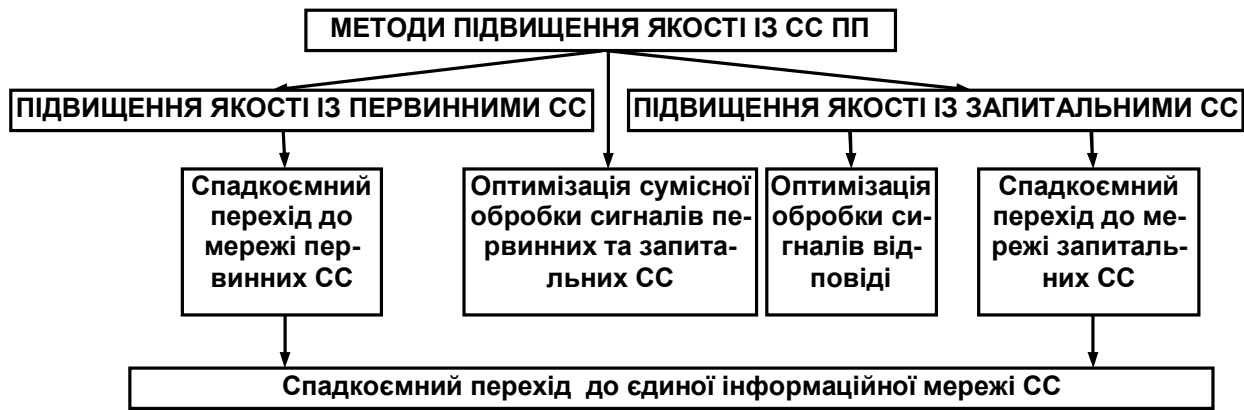 МЕТОДИ ПІДВИЩЕННЯ ЯКОСТІ ІЗ СС ПП
ПІДВИЩЕННЯ ЯКОСТІ ІЗ ПЕРВИННИМИ СС
ПІДВИЩЕННЯ ЯКОСТІ ІЗ ЗАПИТАЛЬНИМИ СС
Спадкоємний
перехід до
мережі пер-
винних СС
Оптимізація сумісної
обробки сигналів пе-
рвинних та запита-
льних СС
Оптимізація
обробки си-
гналів від-
повіді
Спадкоємний
перехід до ме-
режі запиталь-
них СС
Спадкоємний перехід до єдиної інформаційної мережі СС